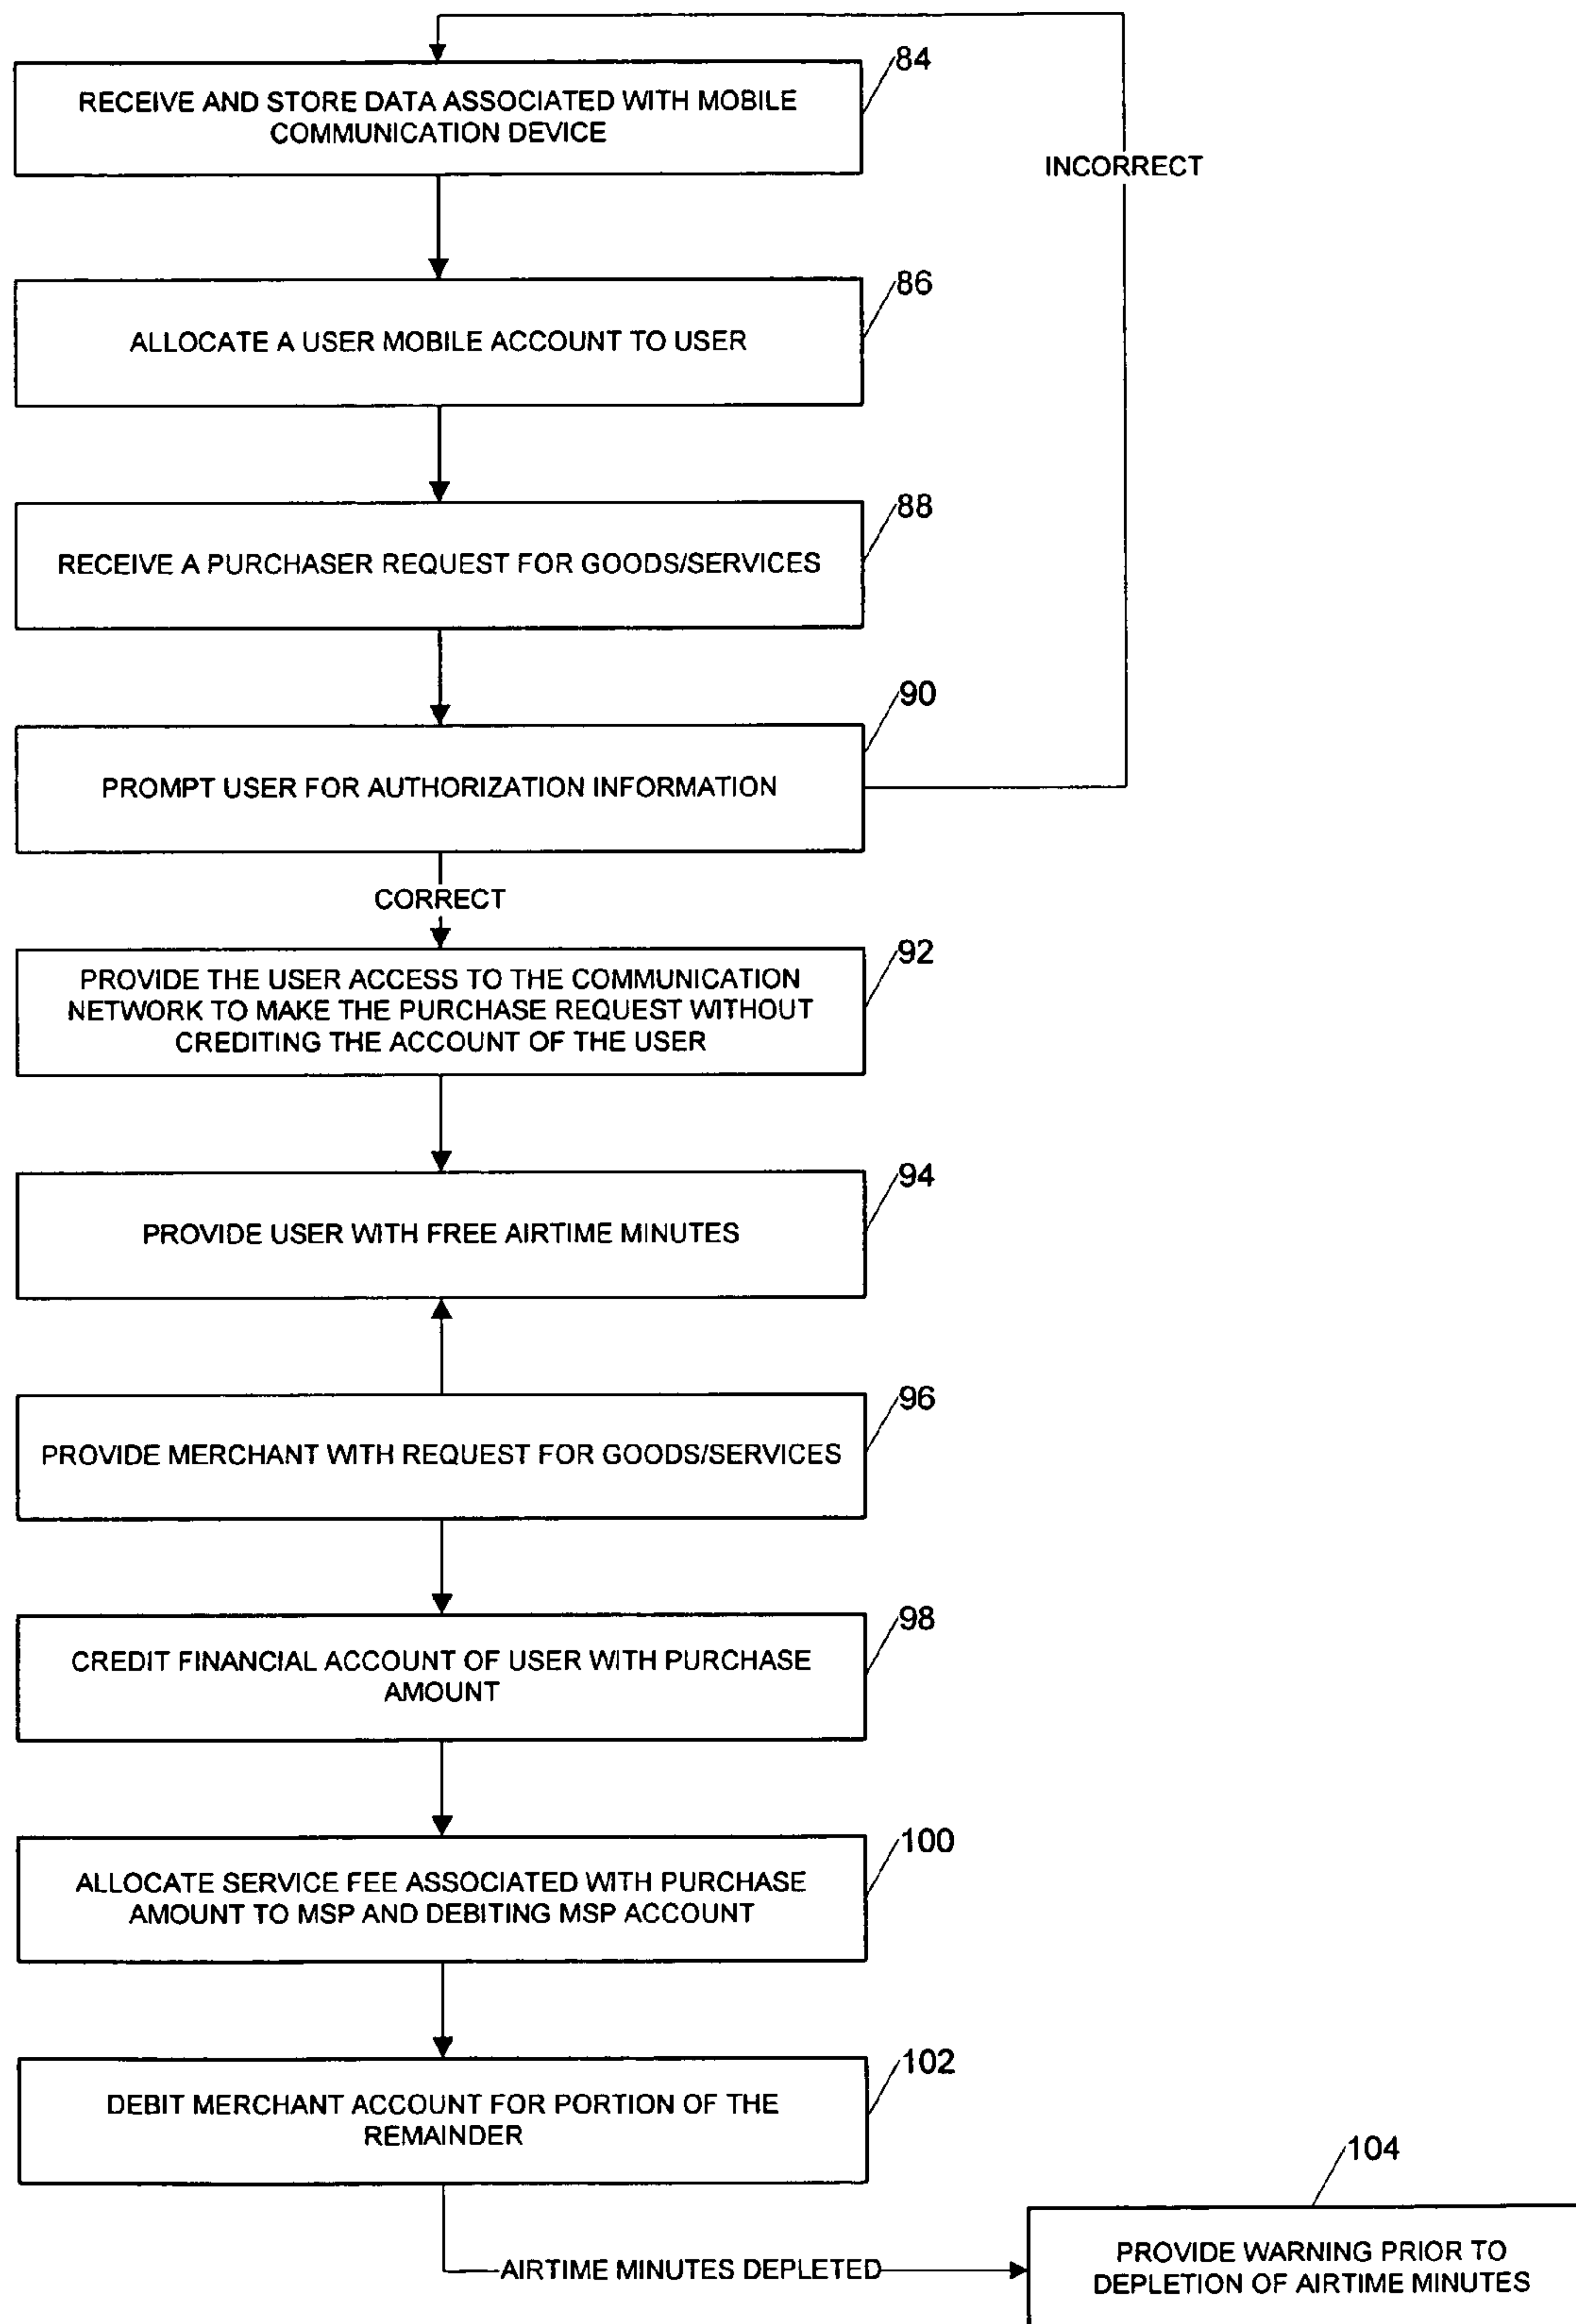 84
RECEIVE AND STORE DATA ASSOCIATED WITH MOBILE
COMMUNICATION DEVICE
INCORRECT
86
ALLOCATE A USER MOBILE ACCOUNT TO USER
88
RECEIVE A PURCHASER REQUEST FOR GOODS/SERVICES
90
PROMPT USER FOR AUTHORIZATION INFORMATION
CORRECT
92
PROVIDE THE USER ACCESS TO THE COMMUNICATION
NETWORK TO MAKE THE PURCHASE REQUEST WITHOUT
CREDITING THE ACCOUNT OF THE USER
94
PROVIDE USER WITH FREE AIRTIME MINUTES
96
PROVIDE MERCHANT WITH REQUEST FOR GOODS/SERVICES
98
CREDIT FINANCIAL ACCOUNT OF USER WITH PURCHASE
AMOUNT
100
ALLOCATE SERVICE FEE ASSOCIATED WITH PURCHASE
AMOUNT TO MSP AND DEBITING MSP ACCOUNT
102
DEBIT MERCHANT ACCOUNT FOR PORTION OF THE
REMAINDER
104
AIRTIME MINUTES DEPLETED
PROVIDE WARNING PRIOR TO
DEPLETION OF AIRTIME MINUTES